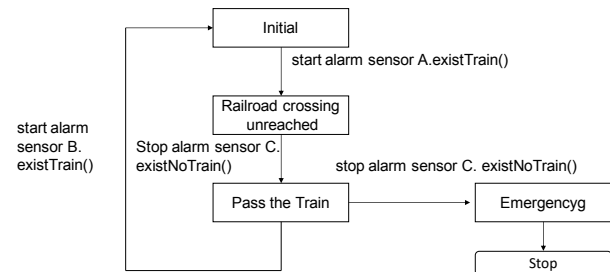 Initial
start alarm sensor A.existTrain()
Railroad crossing
unreached
start alarm
sensor B.
existTrain()
Stop alarm sensor C.
existNoTrain()
stop alarm sensor C. existNoTrain()
Pass the Train
Emergencyg
Stop